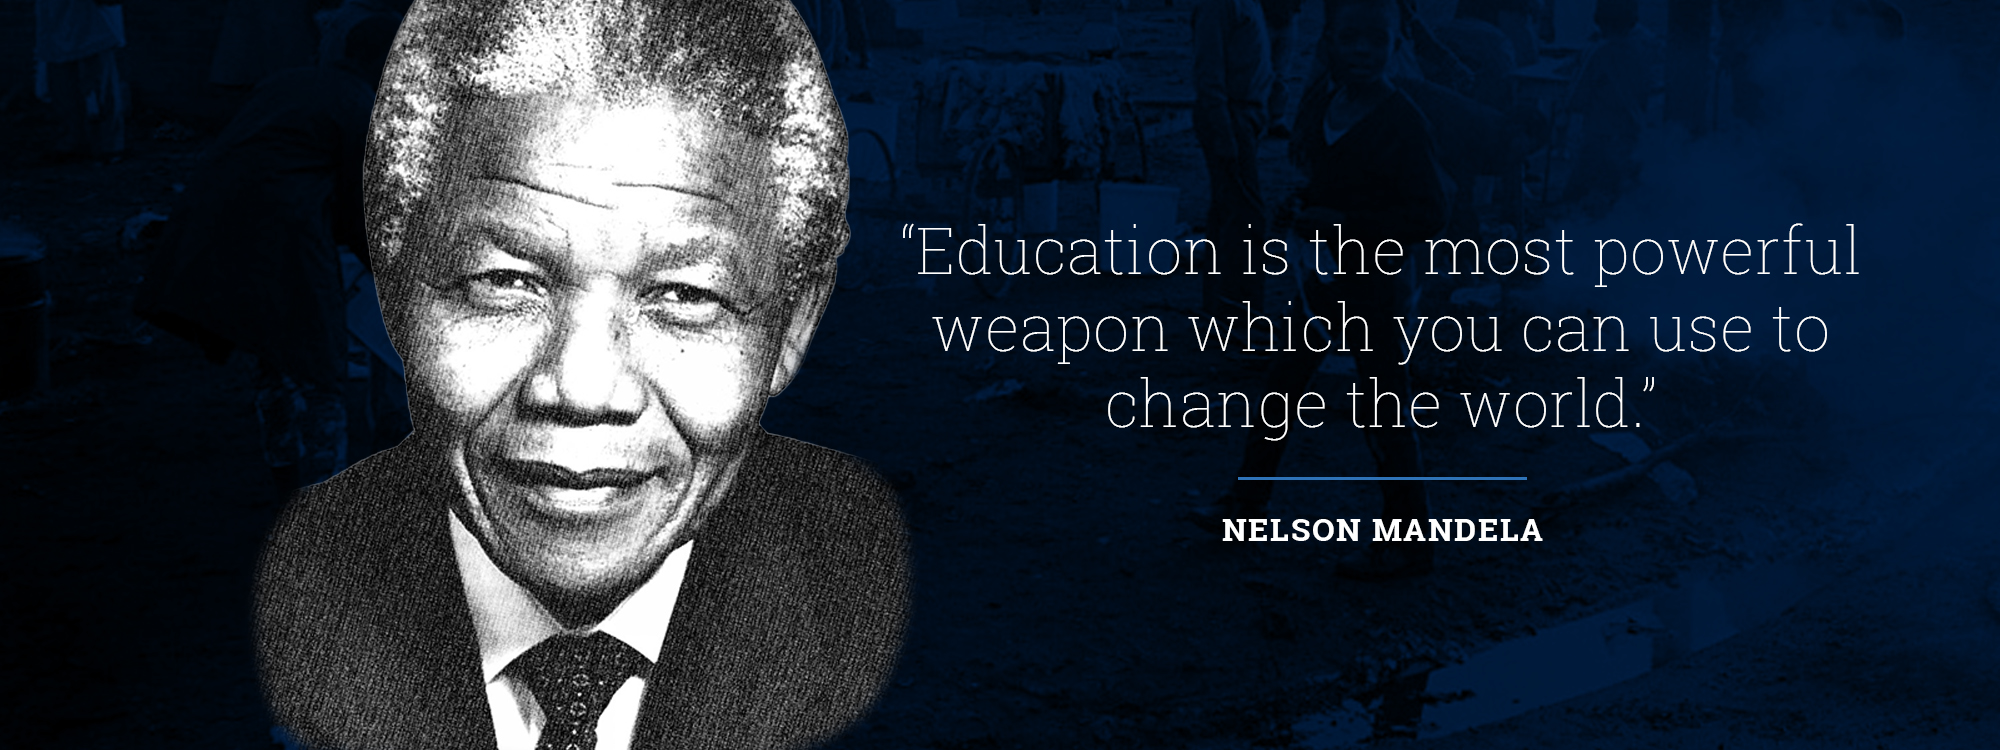 “Education is the most powerful
weapon which you can use to
change the world.”
NELSON MANDELA